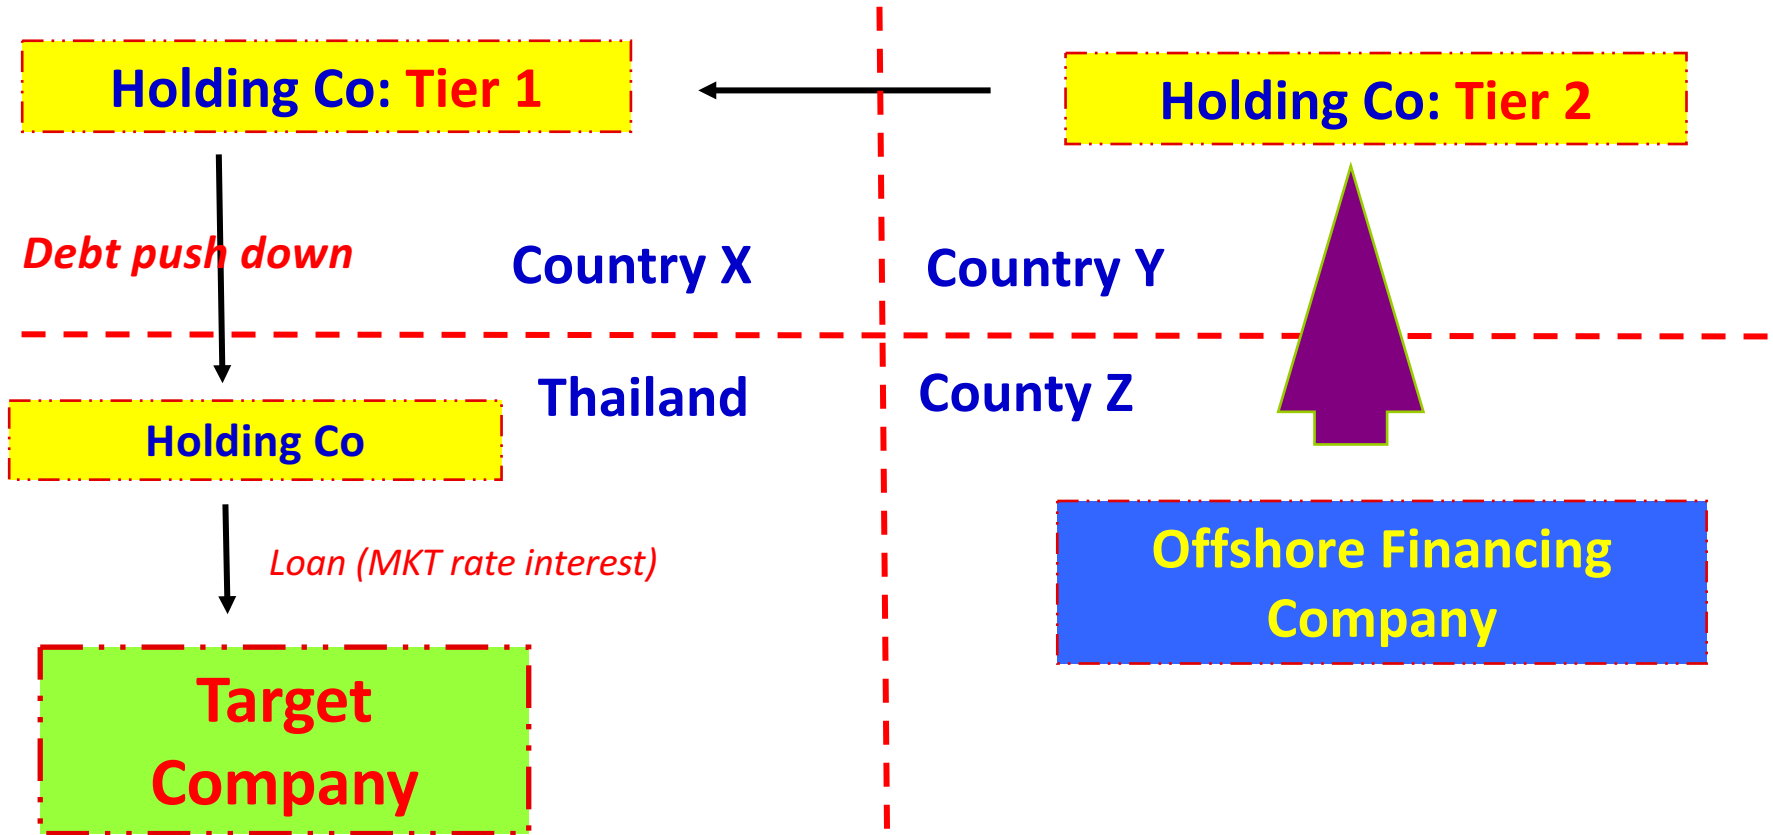 Holding Co: Tier 1
Holding Co: Tier 2
Debt push down
Country X
Country Y
Thailand
County Z
Holding Co
Loan (MKT rate interest)
Offshore Financing
Company
Target
Company